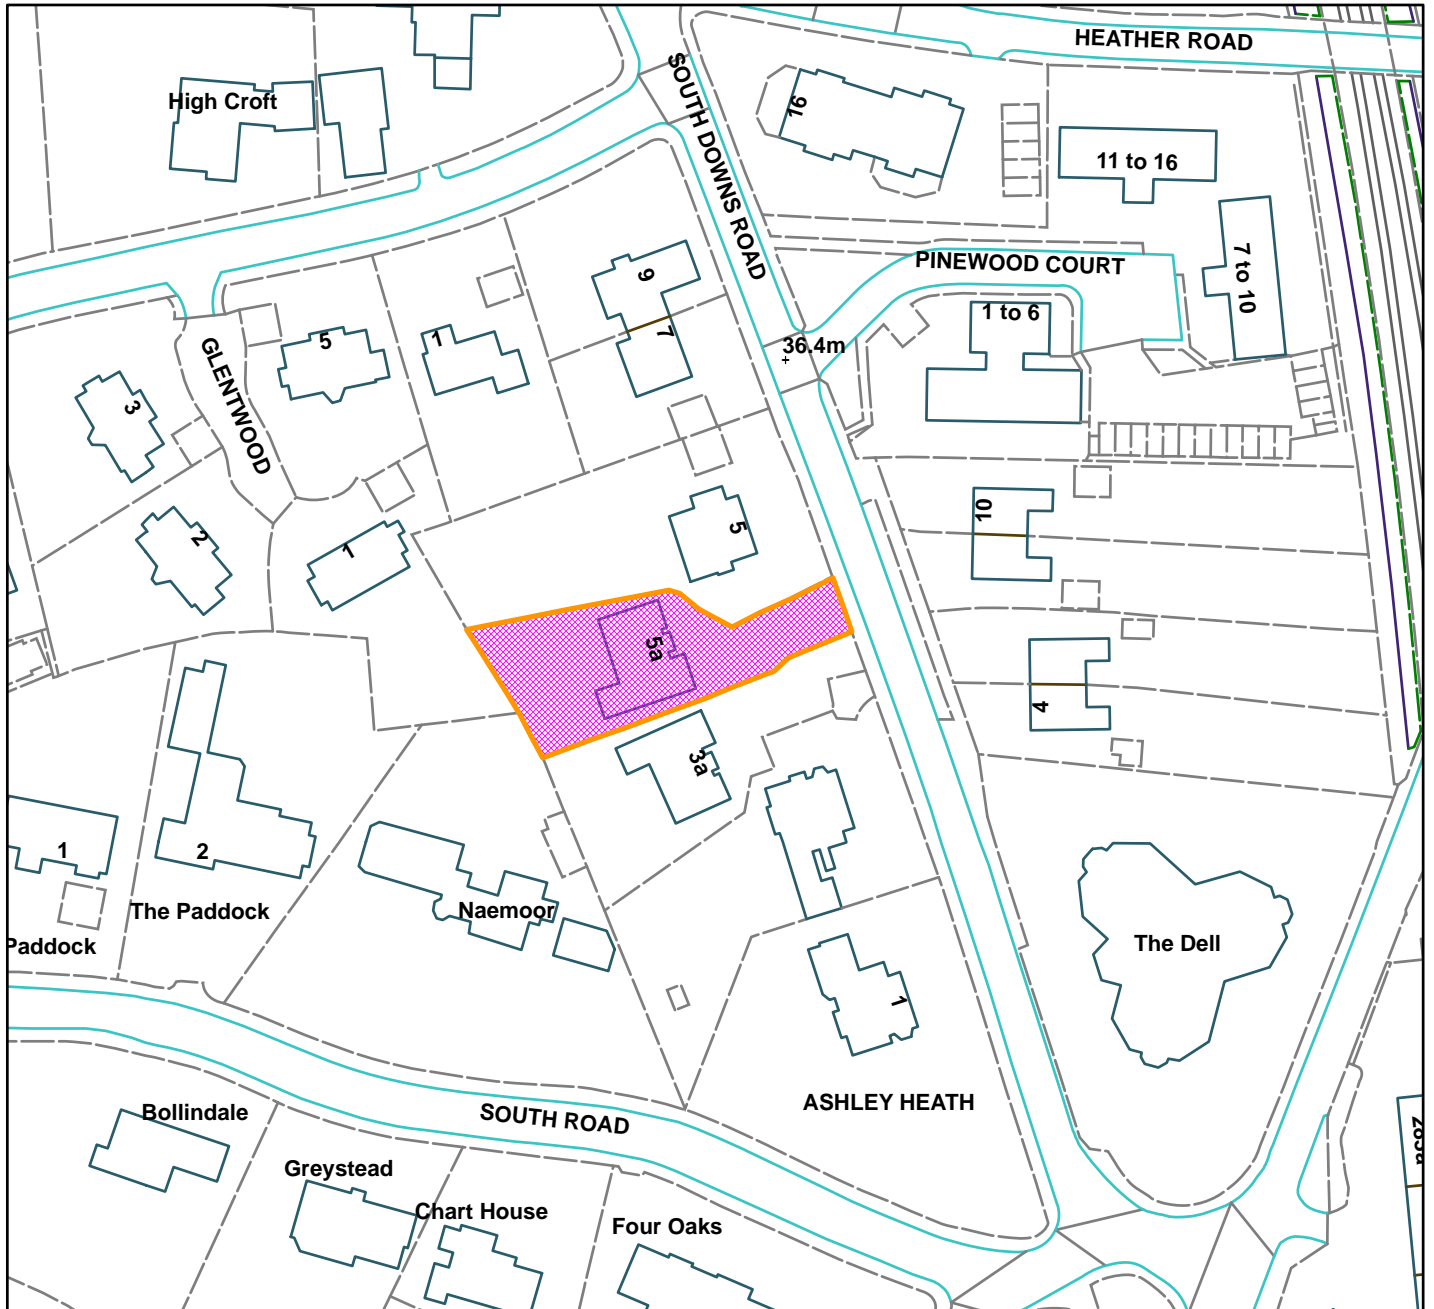 HEATHER ROAD
High Croft
SOUTH DOWNS ROAD
16
11 to 16
7 to 10
PINEWOOD COURT
9
7
1 to 6
36.4m
5
1
3
GLENTWOOD
2
1
5
10
5a
4
3a
1
2
The Paddock
Naemoor
Paddock
The Dell
1
ASHLEY HEATH
SOUTH ROAD
Bollindale
Greystead
Chart House
Four Oaks